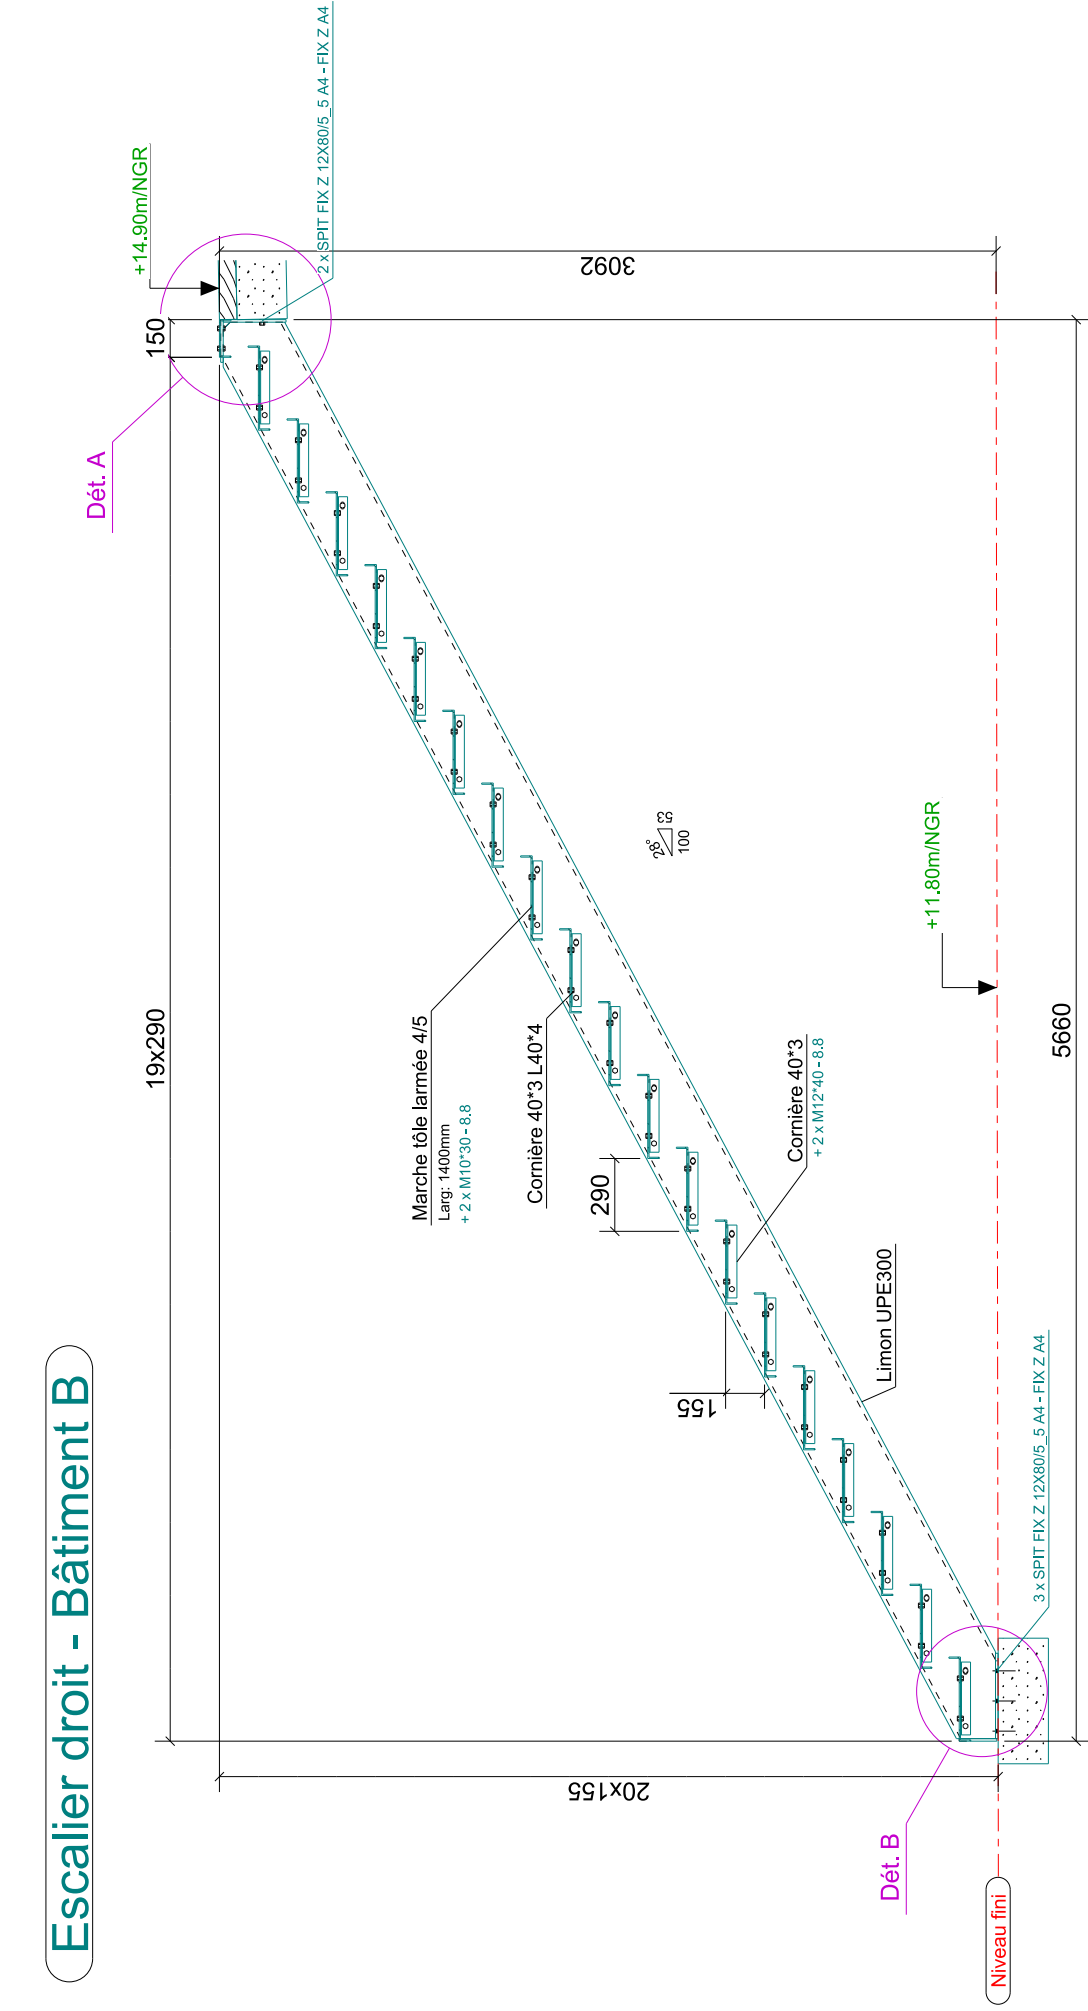 Escalier droit - Bâtiment B
19x290
150
Dét. A
+14.90m/NGR
2 x SPIT FIX Z 12X80/5_5 A4 - FIX Z A4
3092
Marche tôle larmée 4/5
Larg: 1400mm
+ 2 x M10*30 - 8.8
Cornière 40*3 L40*4
290
28°
53
100
155
Cornière 40*3
+ 2 x M12*40 - 8.8
Limon UPE300
+11.80m/NGR
5660
20x155
Dét. B
3 x SPIT FIX Z 12X80/5_5 A4 - FIX Z A4
Niveau fini